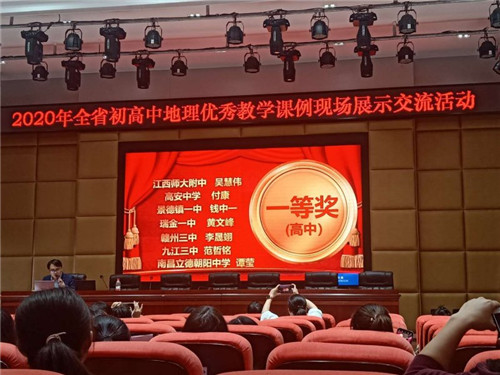 2020年全省初高中地理优秀教学课例现场展示交流活动
江西师大附中 吴慧伟
高安中学 付康
景德镇一中 钱中一
瑞金一中 黄文峰
赣州三中 李晟翊
九江三中 范哲铭
南昌立德朝阳中学 谭莹
一等奖
(高中)